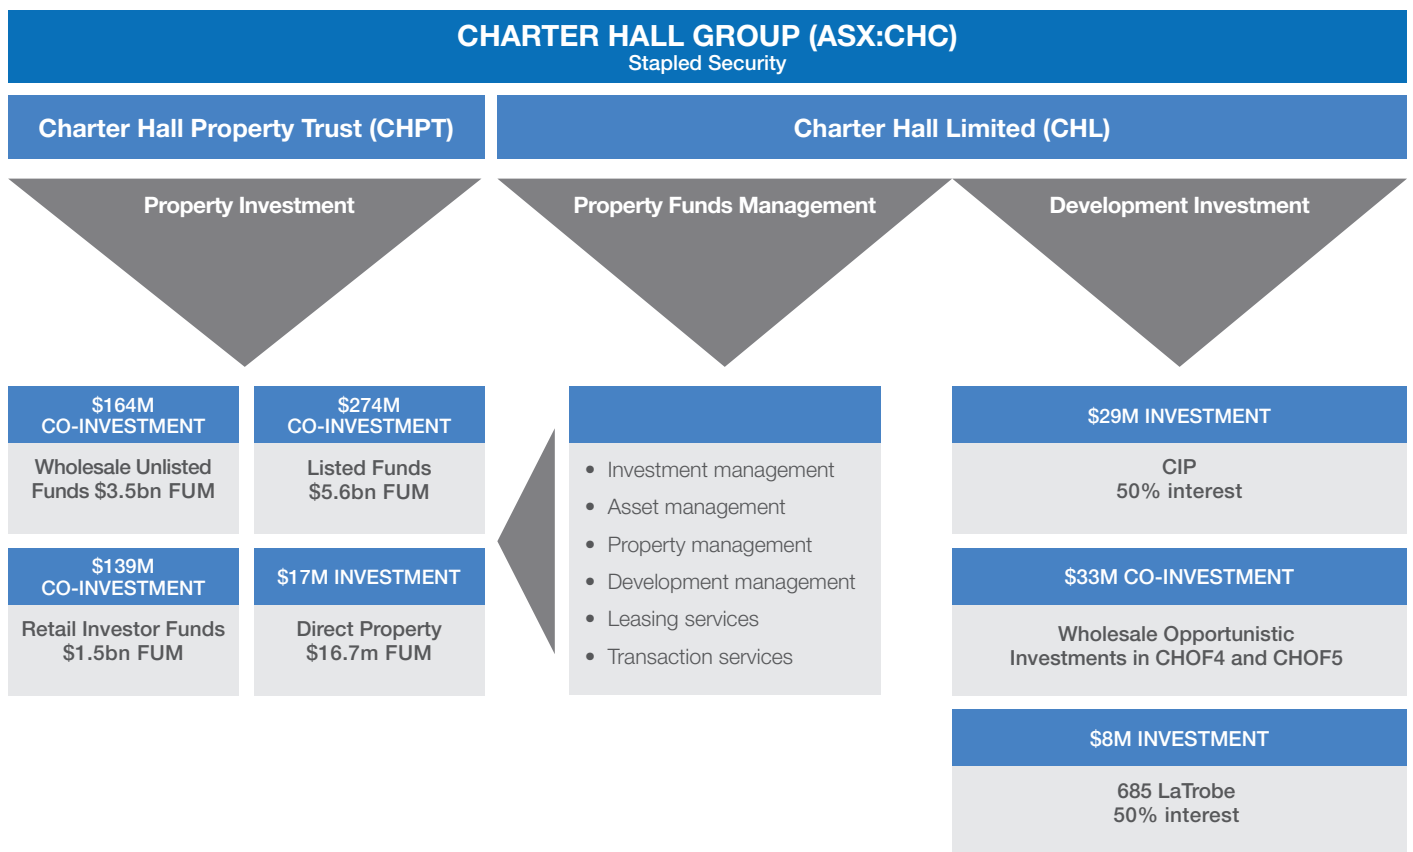 CHARTER HALL GROUP (ASX:CHC)
Stapled Security
Charter Hall Property Trust (CHPT)
Charter Hall Limited (CHL)
Property Investment
Property Funds Management
Development Investment
$164M
CO-INVESTMENT
Wholesale Unlisted
Funds $3.5bn FUM
$274M
CO-INVESTMENT
Listed Funds
$5.6bn FUM
$139M
CO-INVESTMENT
Retail Investor Funds
$1.5bn FUM
$17M INVESTMENT
Direct Property
$16.7m FUM
• Investment management
• Asset management
• Property management
• Development management
• Leasing services
• Transaction services
$29M INVESTMENT
CIP
50% interest
$33M CO-INVESTMENT
Wholesale Opportunistic
Investments in CHOF4 and CHOF5
$8M INVESTMENT
685 LaTrobe
50% interest